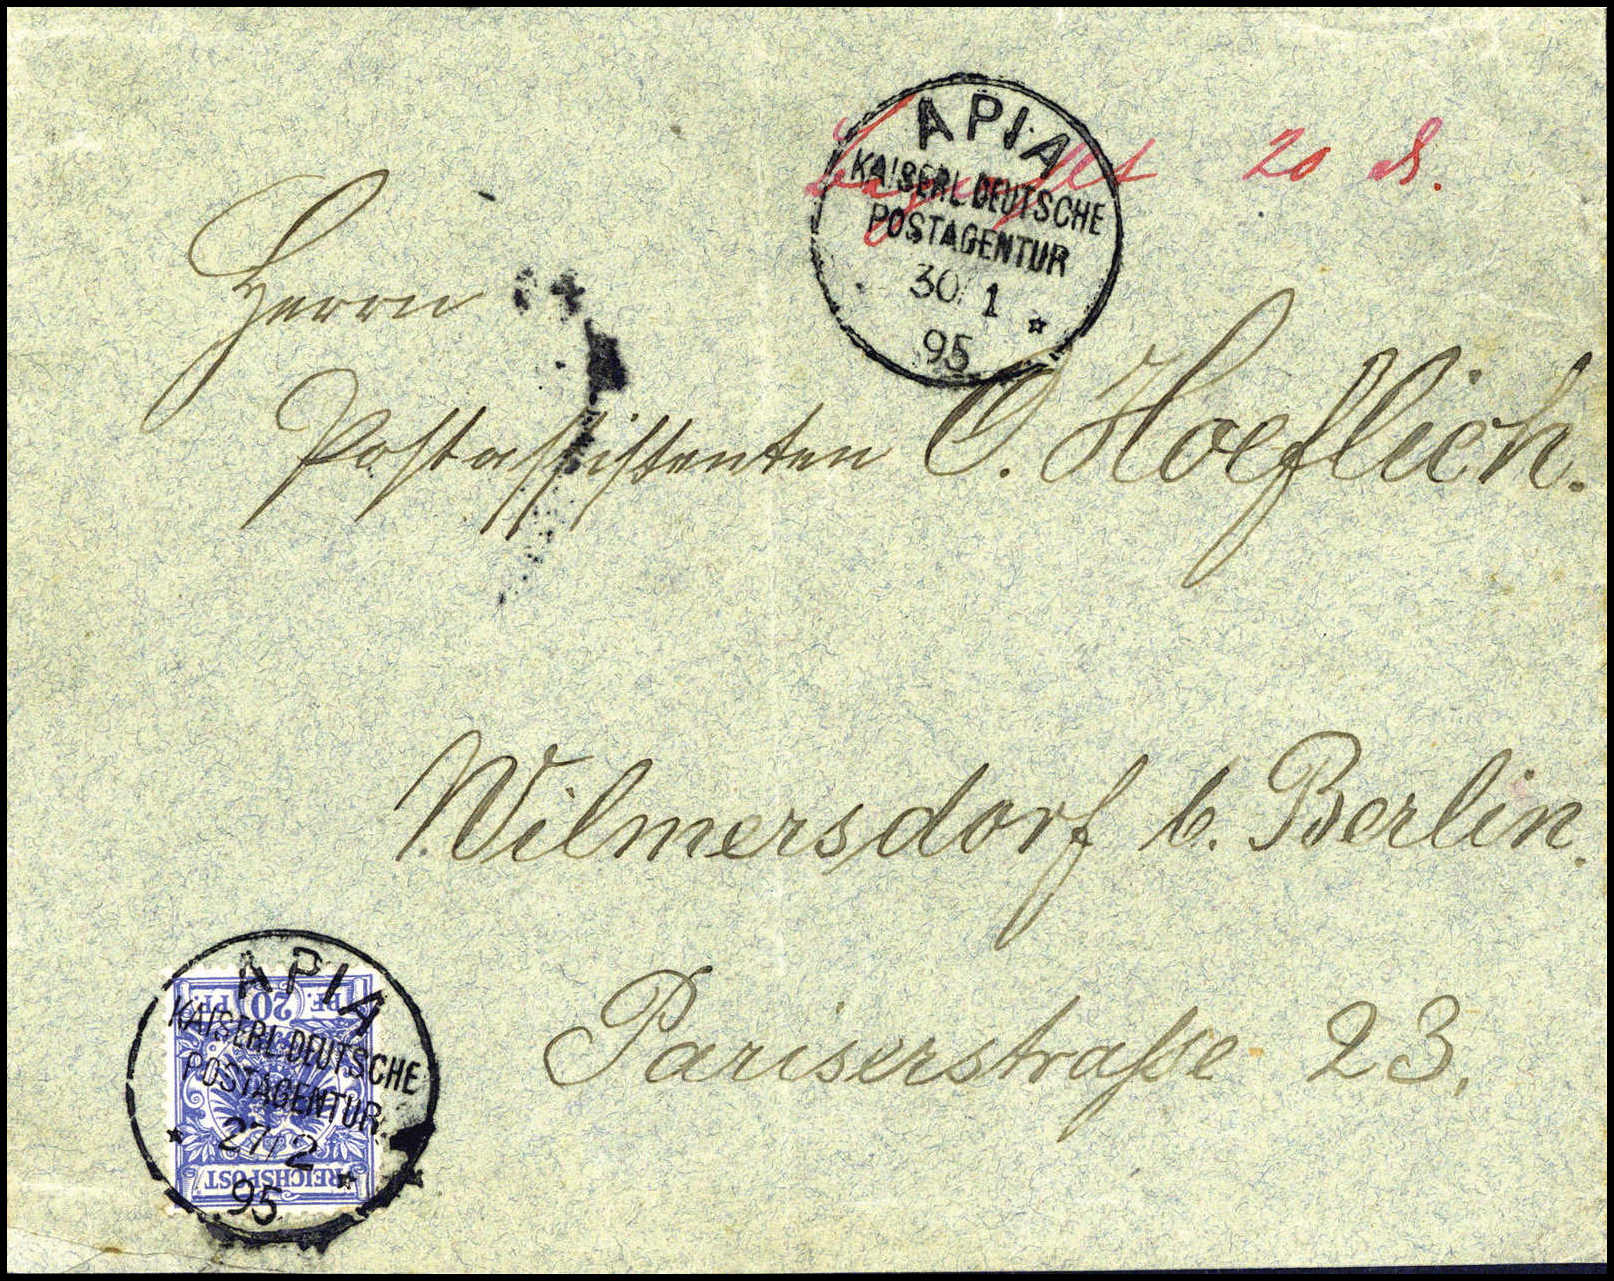 APIA
KAISERL. DEUTSCHE
POSTAGENTUR
30/1
95
20 ₰.
Herrn
Postassistenten O. Hoeflich.
Wilmersdorf b. Berlin.
Pariserstraße 23.
PF. 20 PF.
REICHSPOST
APIA
KAISERL. DEUTSCHE
POSTAGENTUR.
27/2
95